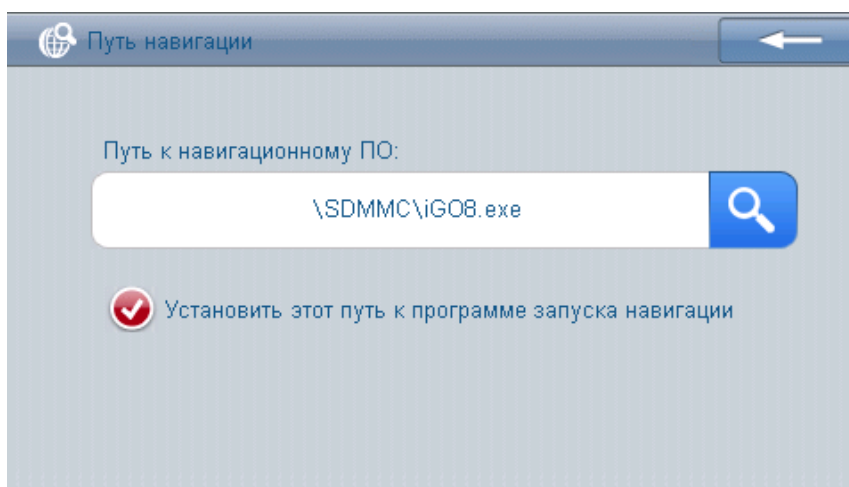 Путь навигации
Путь к навигационному ПО:
\SDMMC\iGO8.exe
Установить этот путь к программе запуска навигации